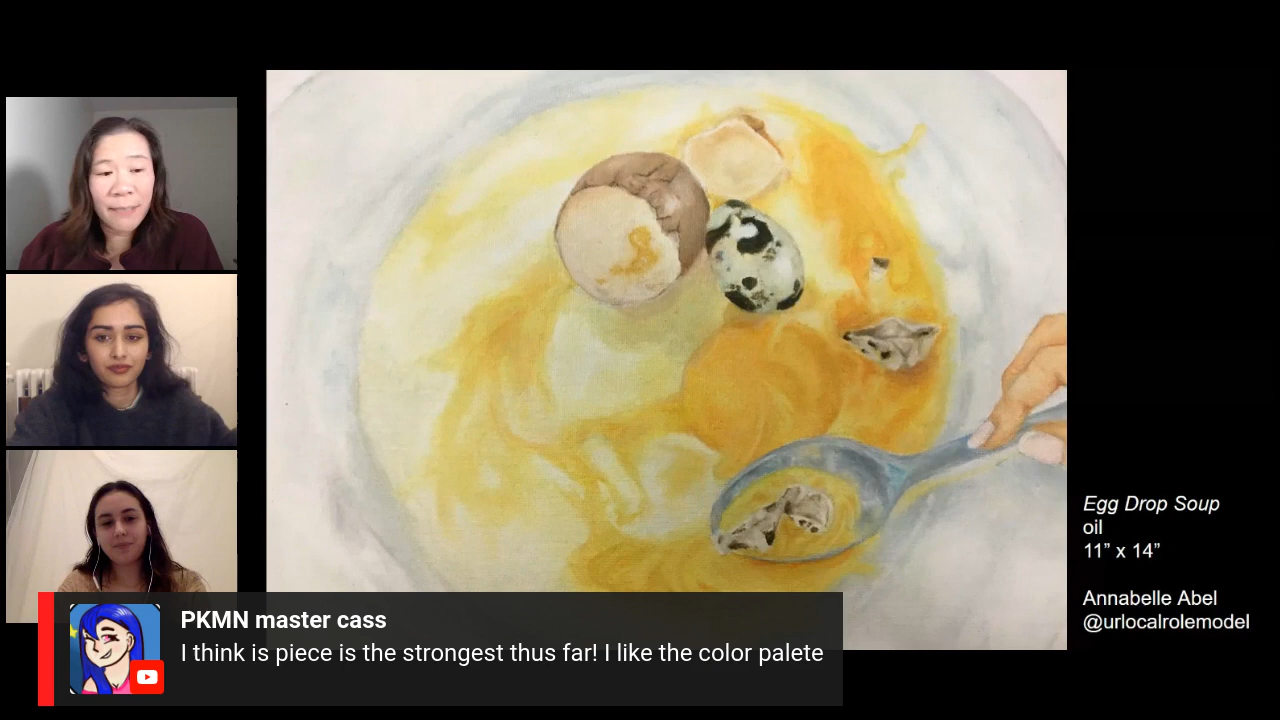 Egg Drop Soup
oil
11” x 14”
Annabelle Abel
@urlocalrolemodel
PKMN master cass
I think is piece is the strongest thus far! I like the color palete